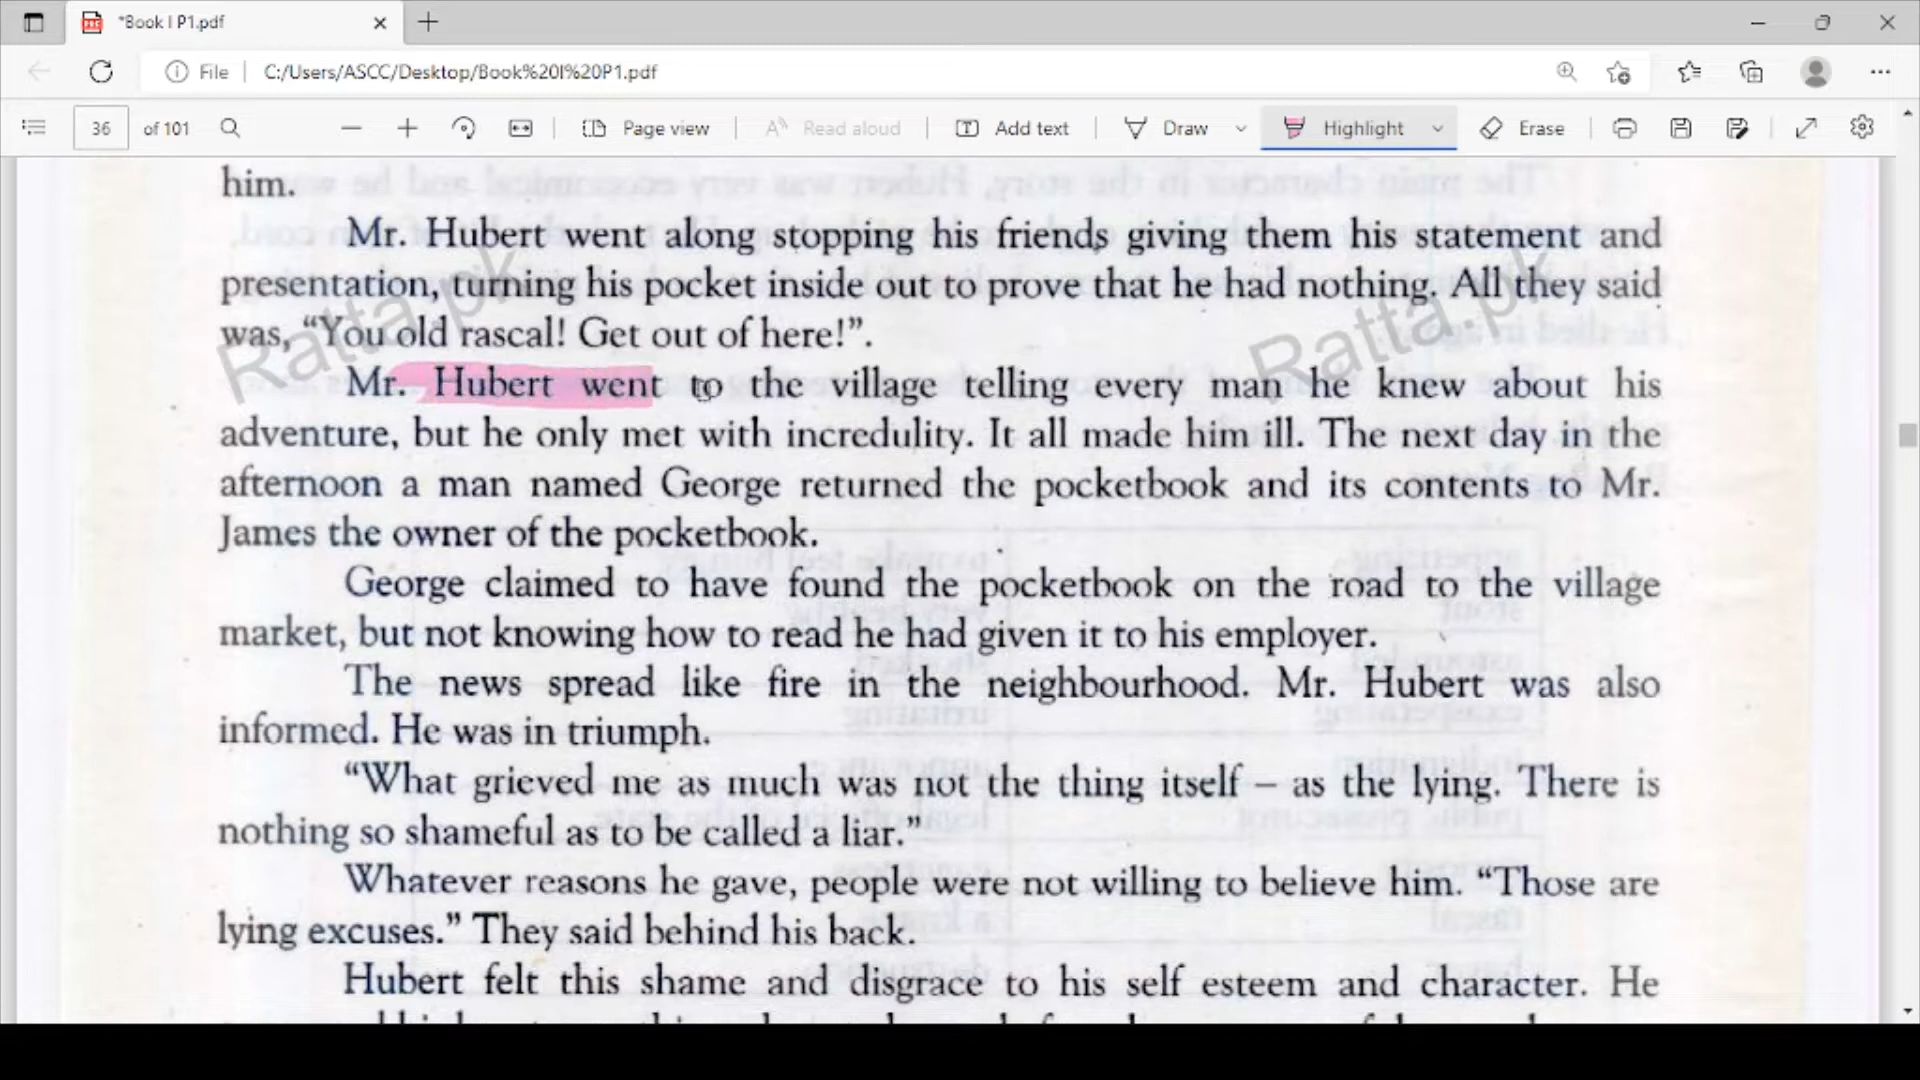 *Book I P1.pdf
File C:/Users/ASCC/Desktop/Book%20I%20P1.pdf
36 of 101 Page view Read aloud Add text Draw Highlight Erase
him.
Mr. Hubert went along stopping his friends giving them his statement and
presentation, turning his pocket inside out to prove that he had nothing. All they said
was, “You old rascal! Get out of here!”.
Mr. Hubert went to the village telling every man he knew about his
adventure, but he only met with incredulity. It all made him ill. The next day in the
afternoon a man named George returned the pocketbook and its contents to Mr.
James the owner of the pocketbook.
George claimed to have found the pocketbook on the road to the village
market, but not knowing how to read he had given it to his employer.
The news spread like fire in the neighbourhood. Mr. Hubert was also
informed. He was in triumph.
“What grieved me as much was not the thing itself – as the lying. There is
nothing so shameful as to be called a liar.”
Whatever reasons he gave, people were not willing to believe him. “Those are
lying excuses.” They said behind his back.
Hubert felt this shame and disgrace to his self esteem and character. He
Ratta.pk
Ratta.pk